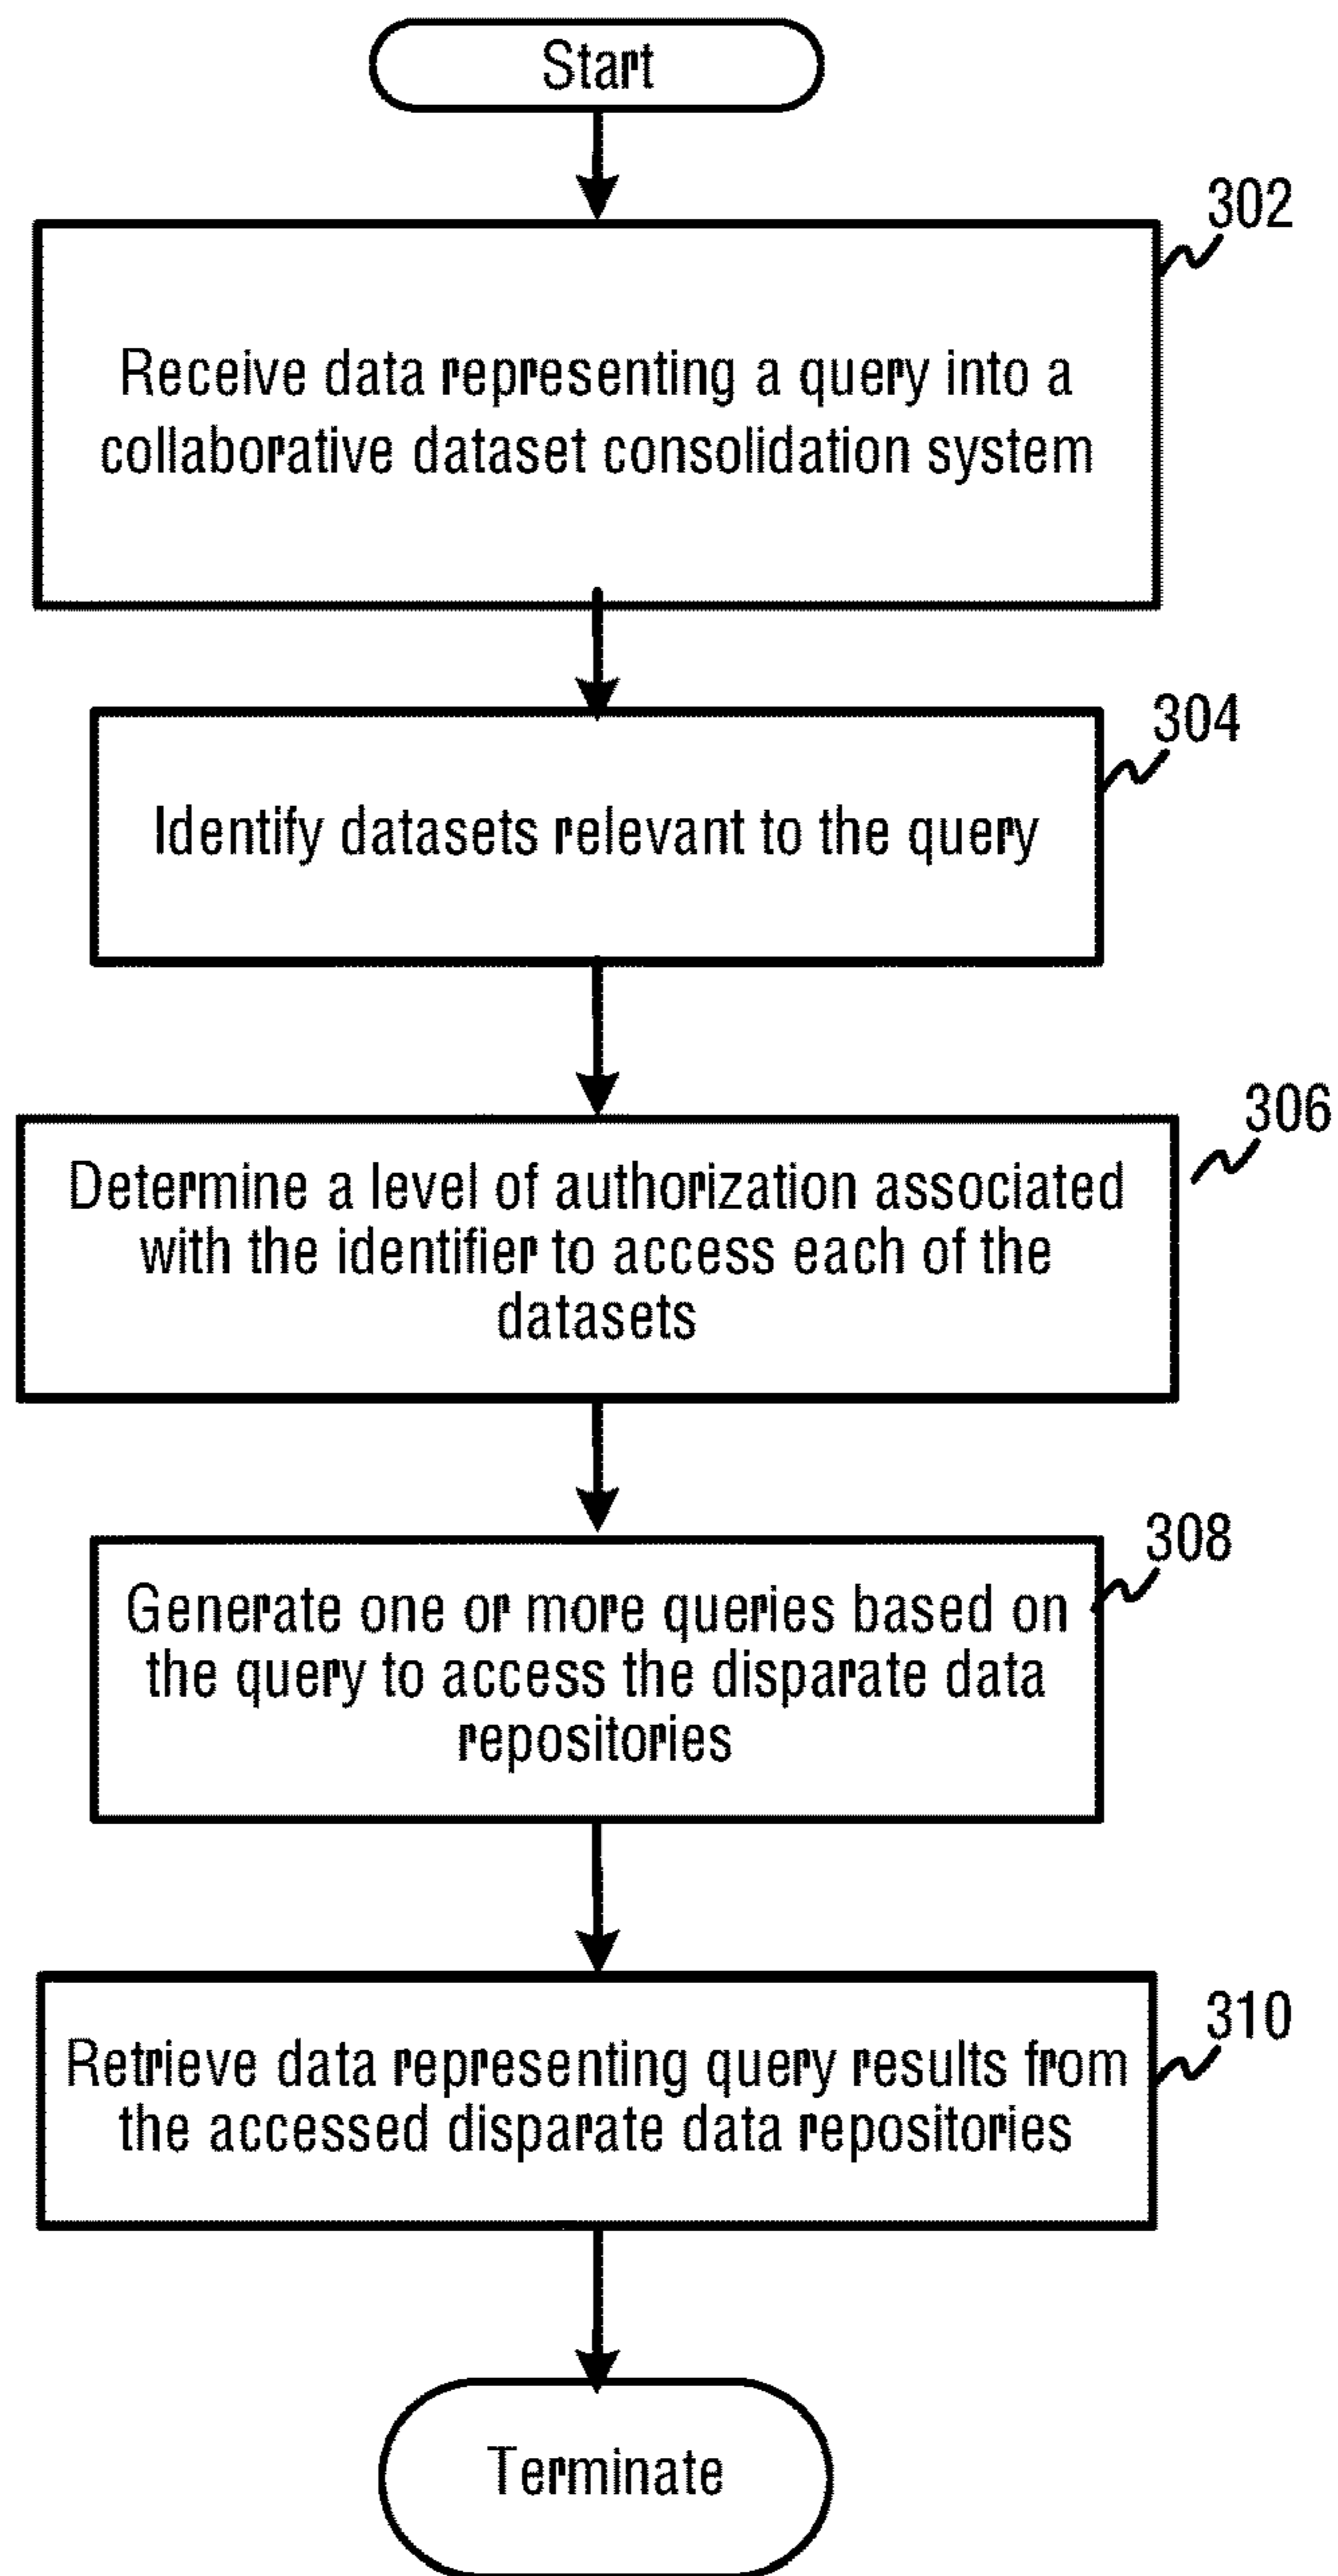 Start
302
Receive data representing a query into a
collaborative dataset consolidation system
304
Identify datasets relevant to the query
306
Determine a level of authorization associated
with the identifier to access each of the
datasets
308
Generate one or more queries based on
the query to access the disparate data
repositories
310
Retrieve data representing query results from
the accessed disparate data repositories
Terminate